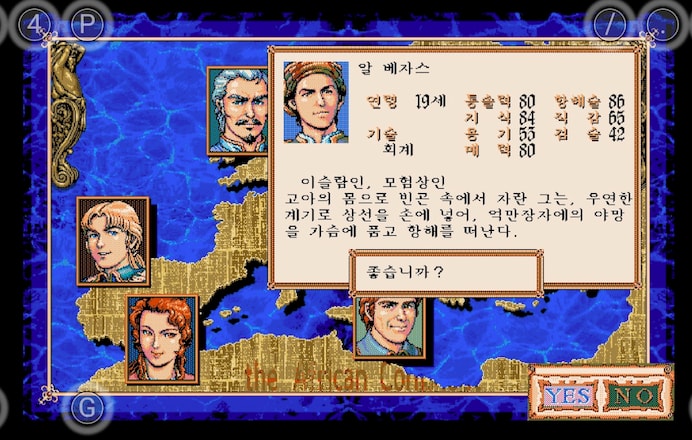 4
P
/
..
알 베자스
연령 19세 통솔력 80 항해술 86
지식 84 직감 65
기술 용기 53 검술 42
회계 매력 80
이슬람인, 모험상인
고아의 몸으로 빈곤 속에서 자란 그는, 우연한
계기로 상선을 손에 넣어, 억만장자에의 야망
을 가슴에 품고 항해를 떠난다.
좋습니까?
the African Con
YES NO
G